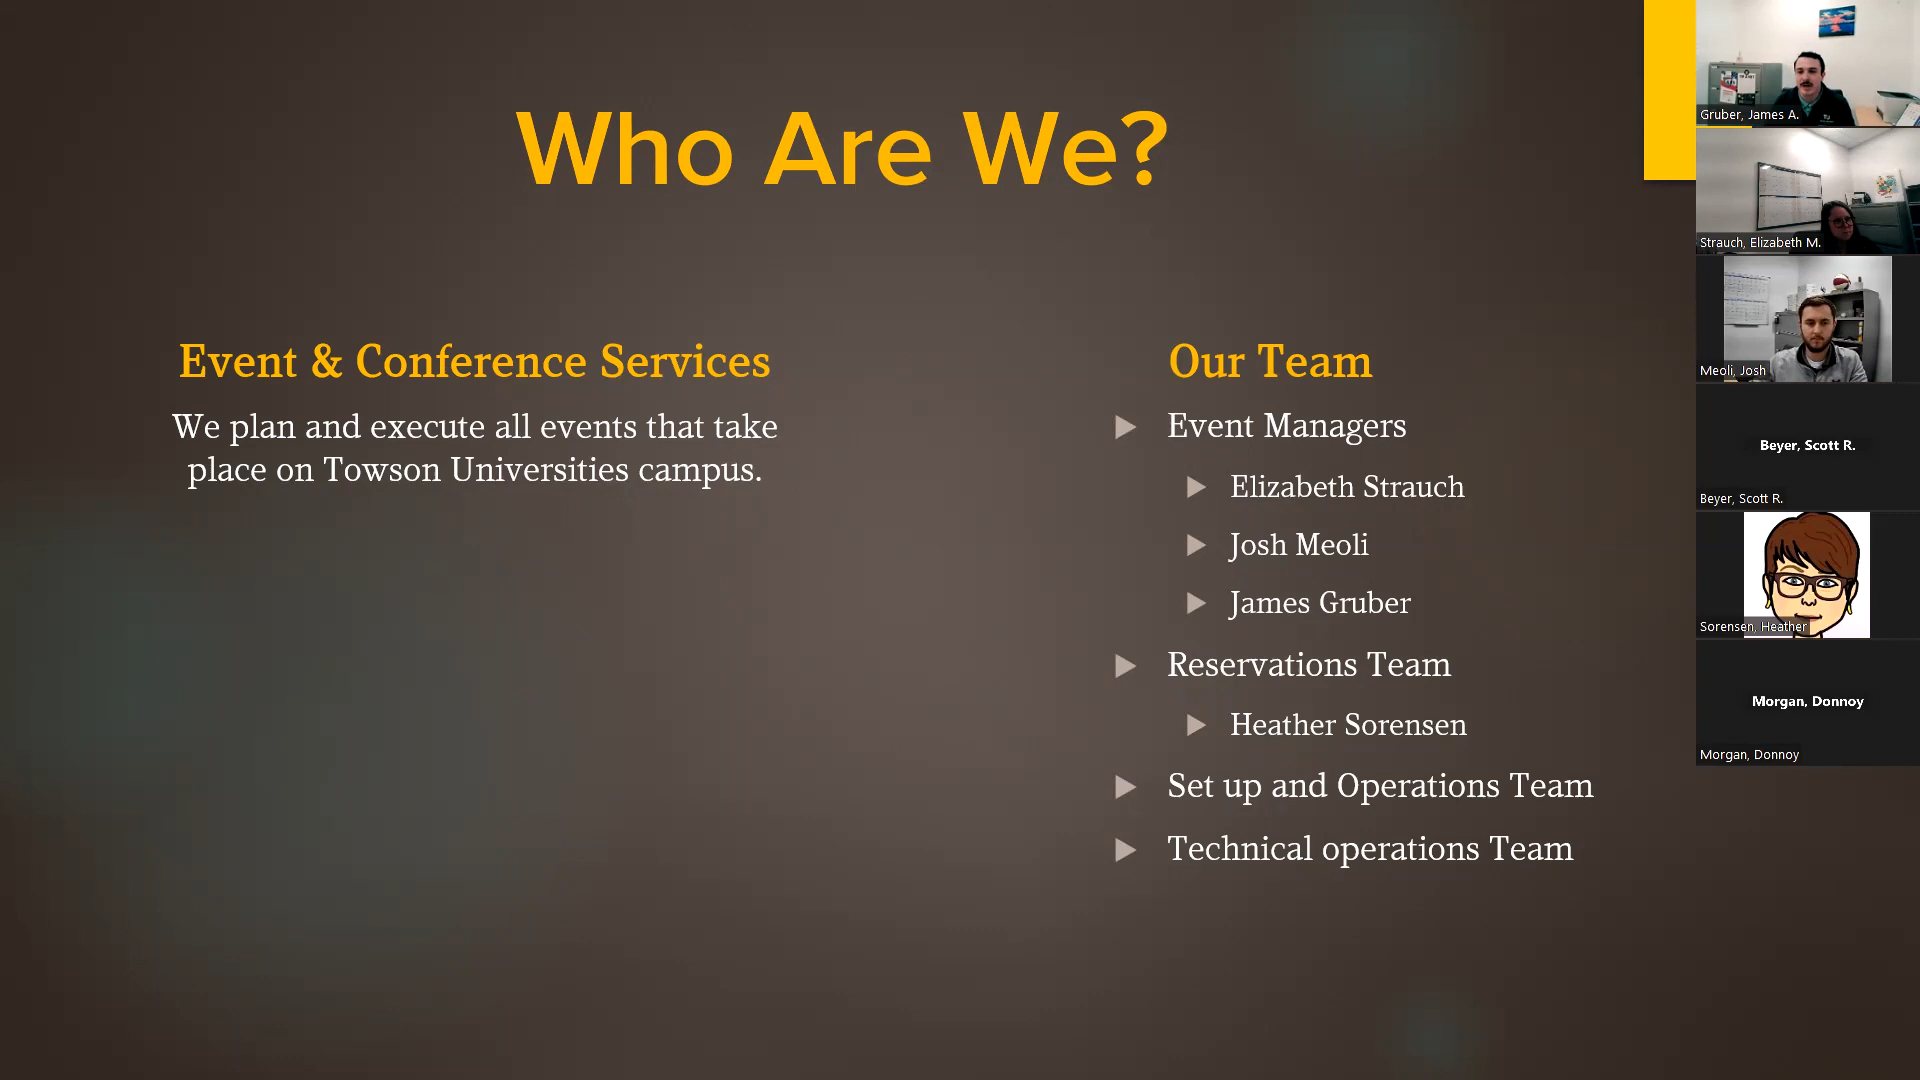 Who Are We?
Event & Conference Services
We plan and execute all events that take
place on Towson Universities campus.
Our Team
Event Managers
Elizabeth Strauch
Josh Meoli
James Gruber
Reservations Team
Heather Sorensen
Set up and Operations Team
Technical operations Team
Gruber, James A.
Strauch, Elizabeth M.
Meoli, Josh
Beyer, Scott R.
Beyer, Scott R.
Sorensen, Heather
Morgan, Donnoy
Morgan, Donnoy